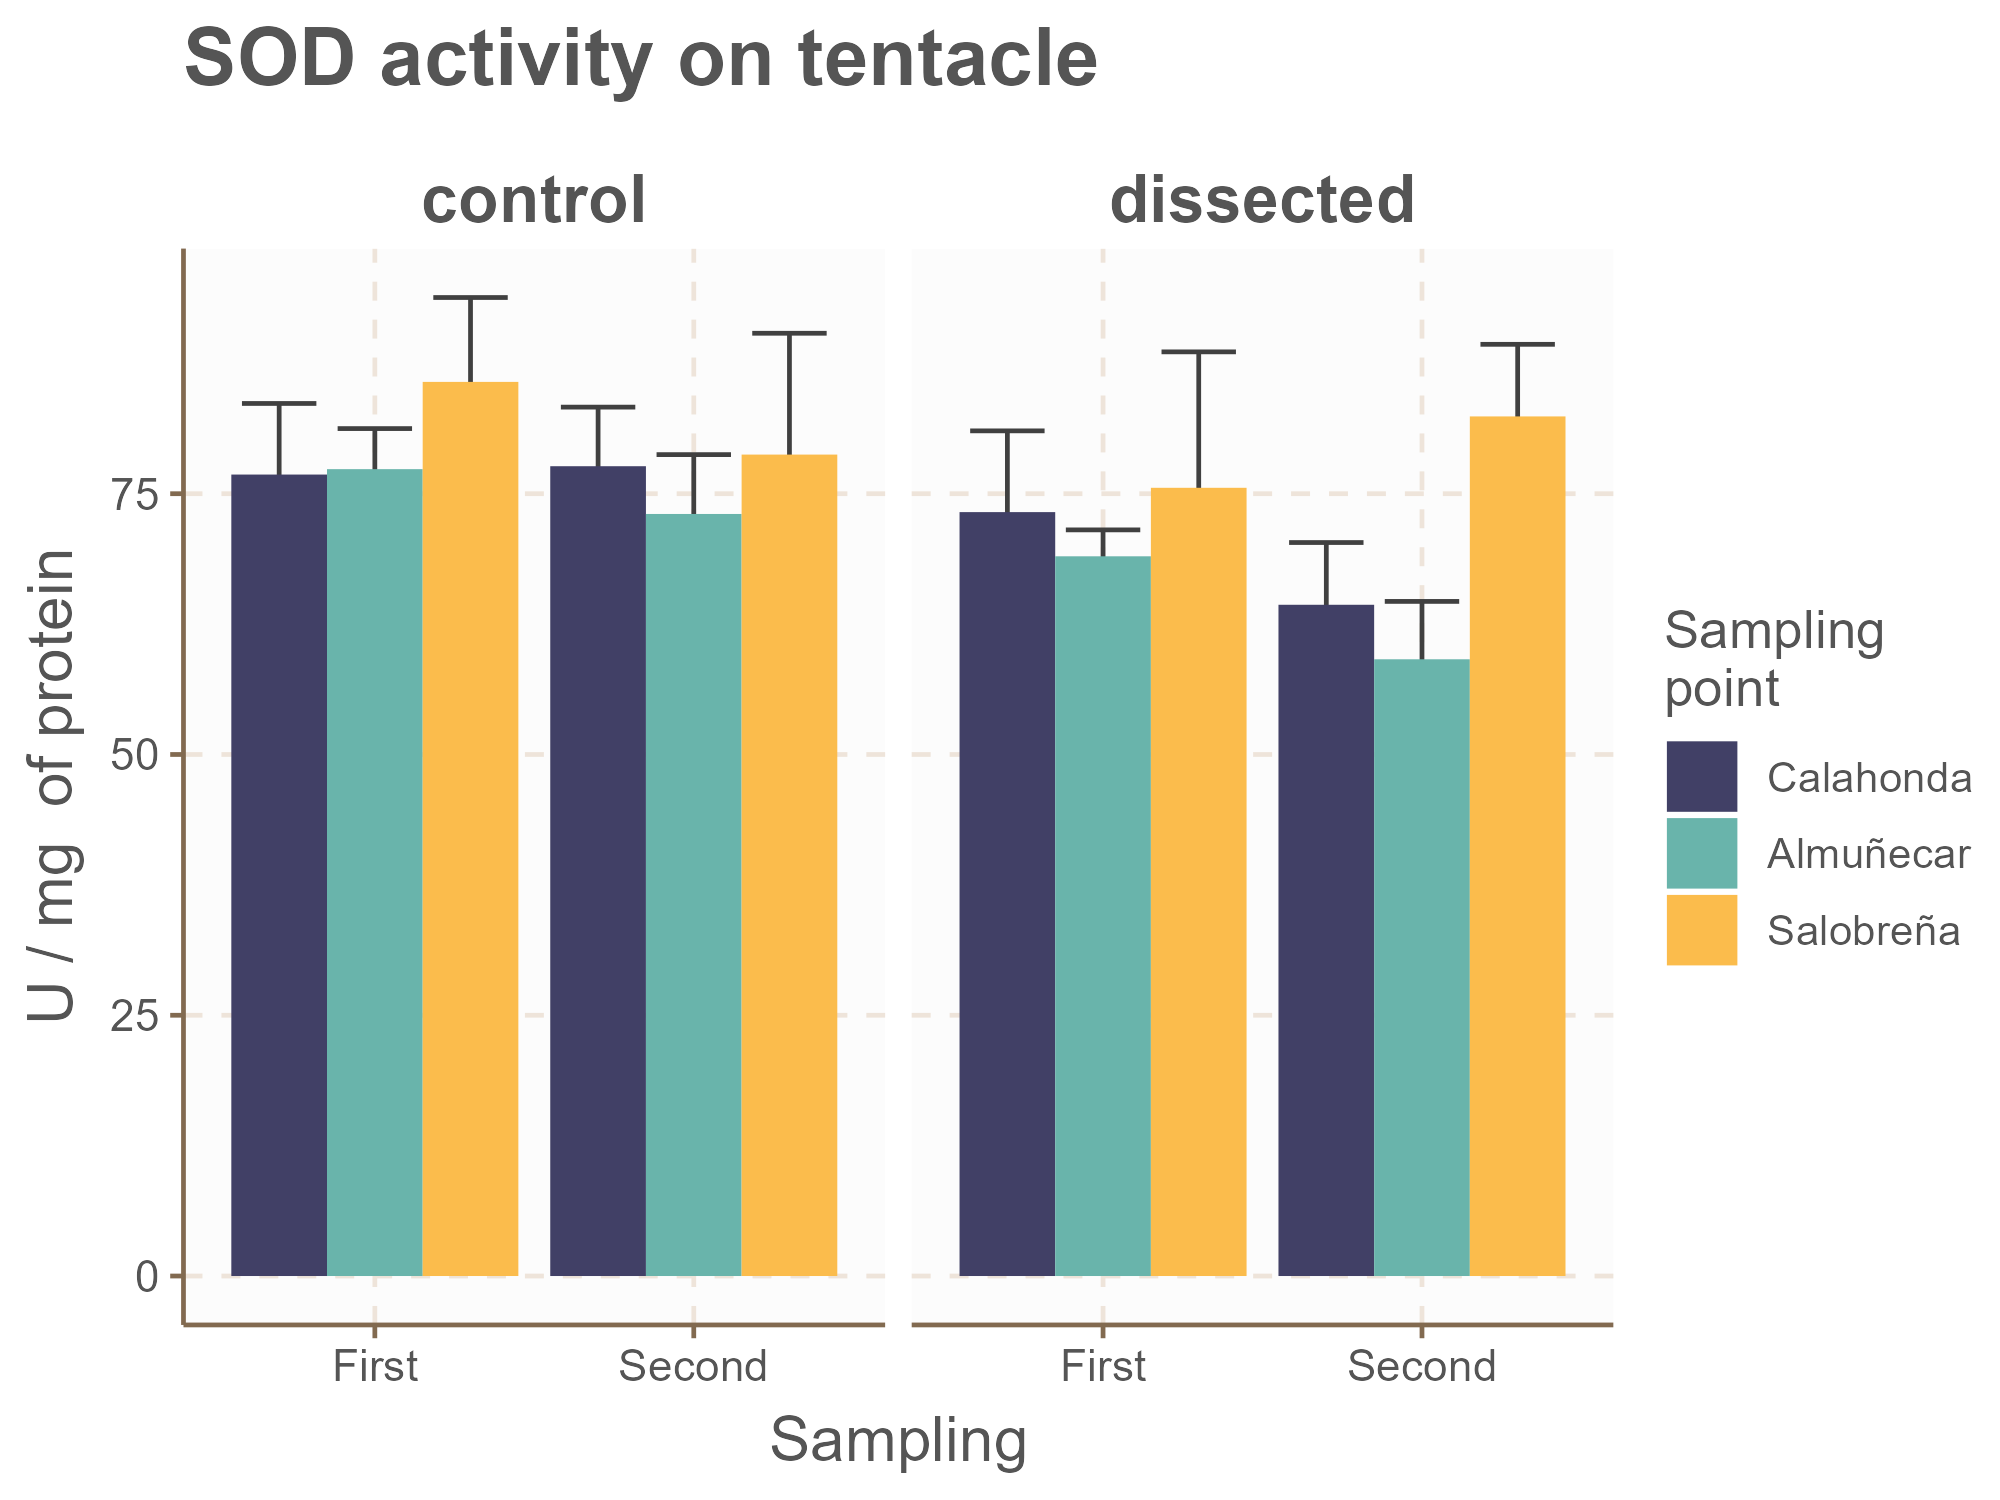 SOD activity on tentacle
control
dissected
U / mg  of protein
75
50
25
0
First
Second
First
Second
Sampling
Sampling
point
Calahonda
Almuñecar
Salobreña